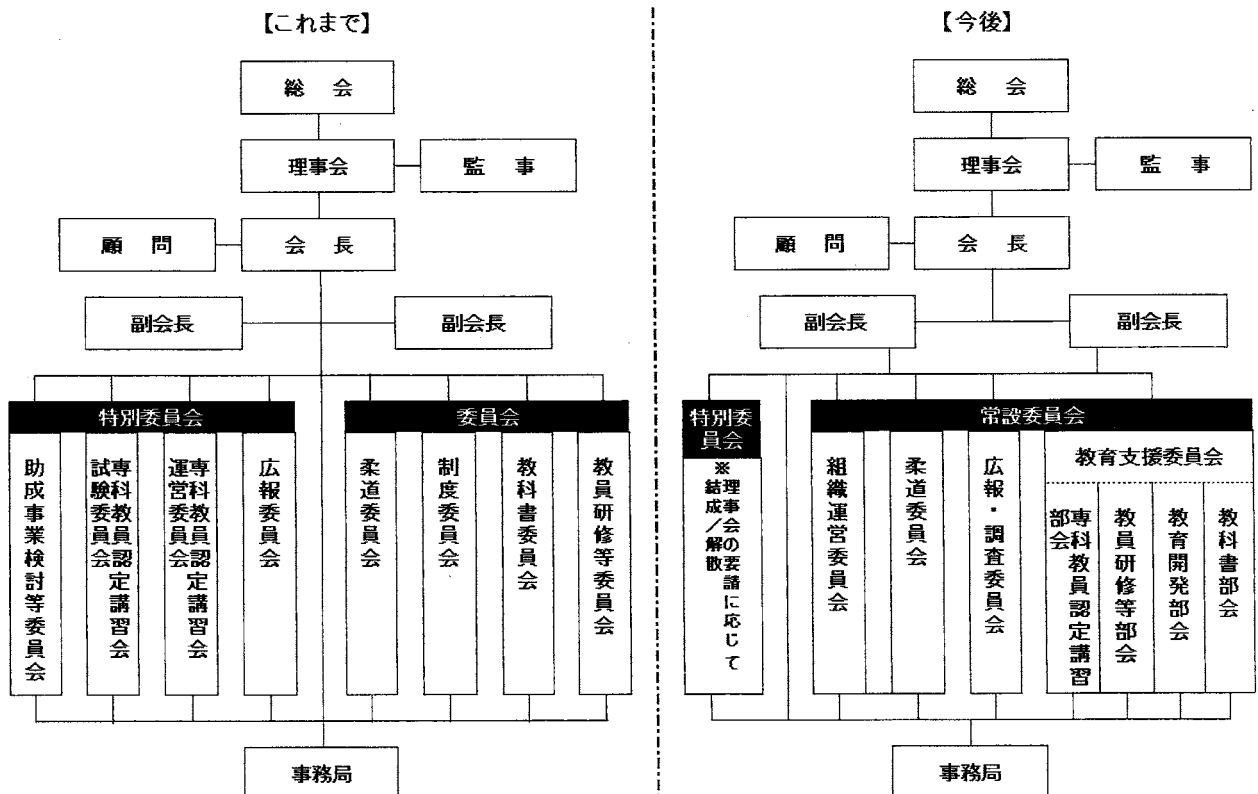 【これまで】
総　会
理事会
監　事
顧　問
会　長
副会長
副会長
特別委員会
助成事業検討等委員会
専科教員認定講習会
試験委員会
専科教員認定講習会
運営委員会
広報委員会
委員会
柔道委員会
制度委員会
教科書委員会
教員研修等委員会
事務局
【今後】
総　会
理事会
監　事
顧　問
会　長
副会長
副会長
特別委
員会
※理事会の要請に応じて
結成／解散
常設委員会
組織運営委員会
柔道委員会
広報・調査委員会
教育支援委員会
専科教員認定講習
部会
教員研修等部会
教育開発部会
教科書部会
事務局